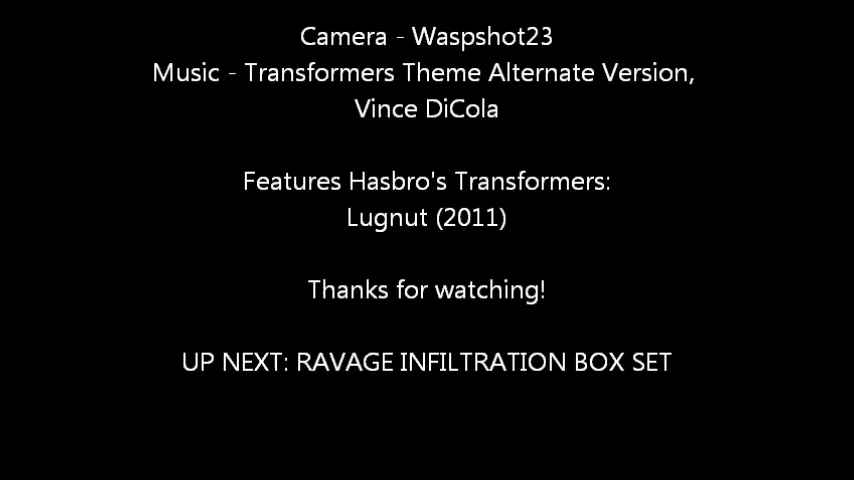 Camera - Waspshot23
Music - Transformers Theme Alternate Version,
Vince DiCola
Features Hasbro's Transformers:
Lugnut (2011)
Thanks for watching!
UP NEXT: RAVAGE INFILTRATION BOX SET